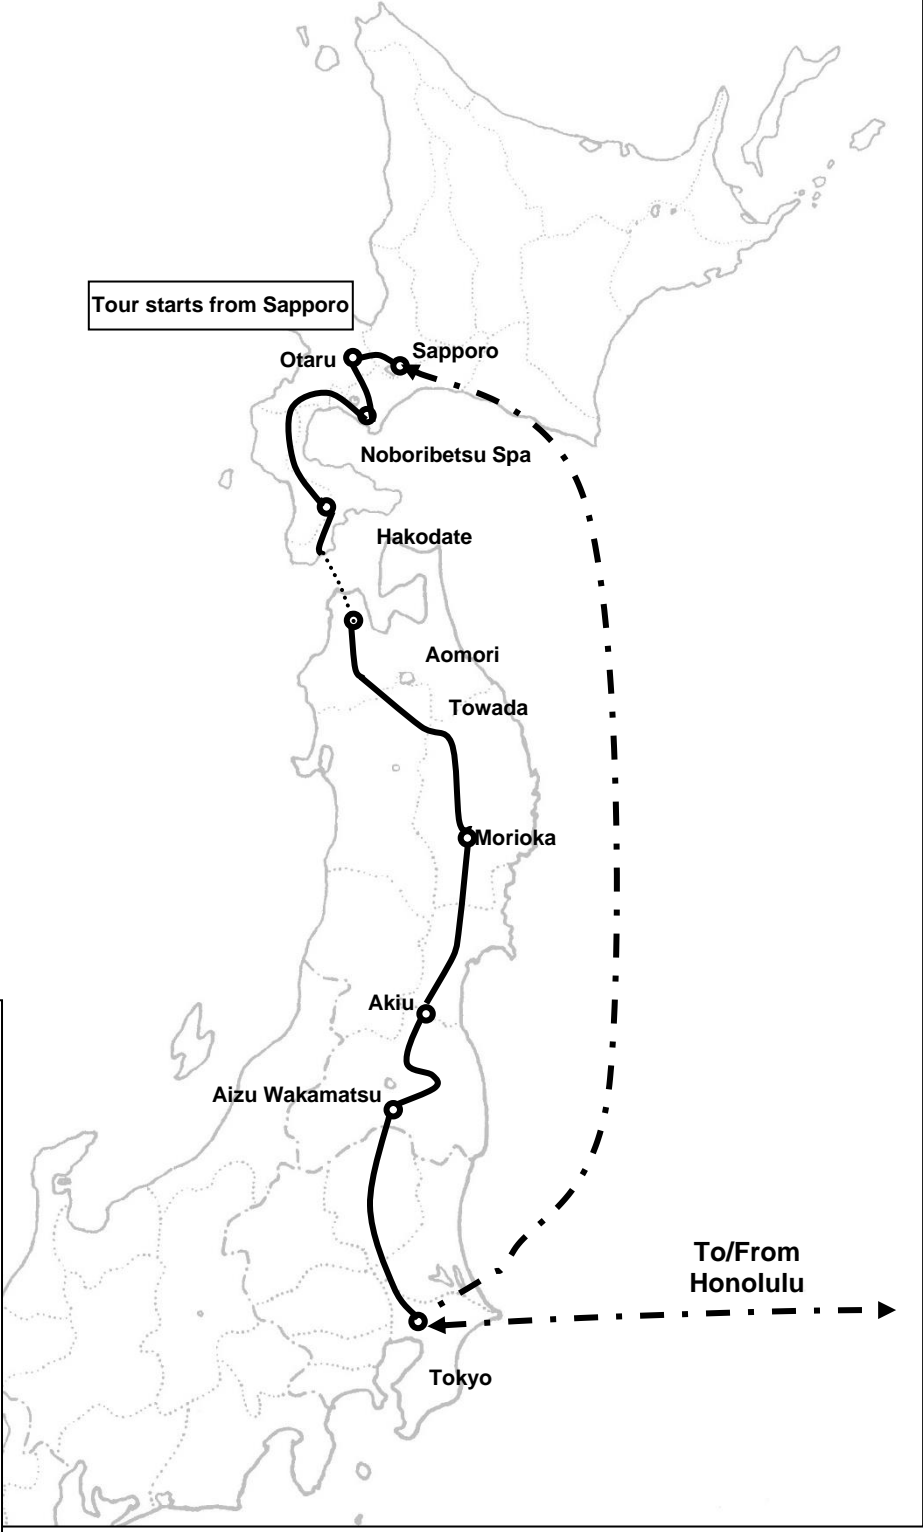 Tour starts from Sapporo
Otaru
Sapporo
Noboribetsu Spa
Hakodate
Aomori
Towada
Morioka
Akiu
Aizu Wakamatsu
To/From
Honolulu
Tokyo